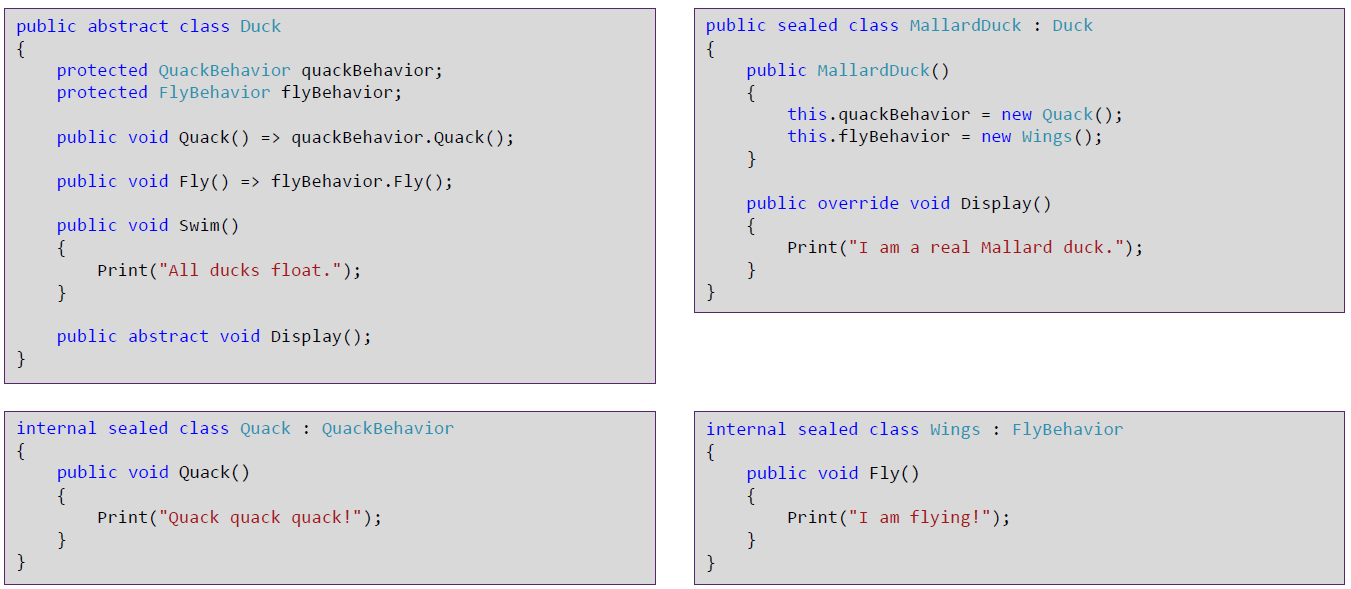 public abstract class Duck
{
    protected QuackBehavior quackBehavior;
    protected FlyBehavior flyBehavior;

    public void Quack() => quackBehavior.Quack();

    public void Fly() => flyBehavior.Fly();

    public void Swim()
    {
        Print("All ducks float.");
    }

    public abstract void Display();
}

public sealed class MallardDuck : Duck
{
    public MallardDuck()
    {
        this.quackBehavior = new Quack();
        this.flyBehavior = new Wings();
    }

    public override void Display()
    {
        Print("I am a real Mallard duck.");
    }
}

internal sealed class Quack : QuackBehavior
{
    public void Quack()
    {
        Print("Quack quack quack!");
    }
}

internal sealed class Wings : FlyBehavior
{
    public void Fly()
    {
        Print("I am flying!");
    }
}